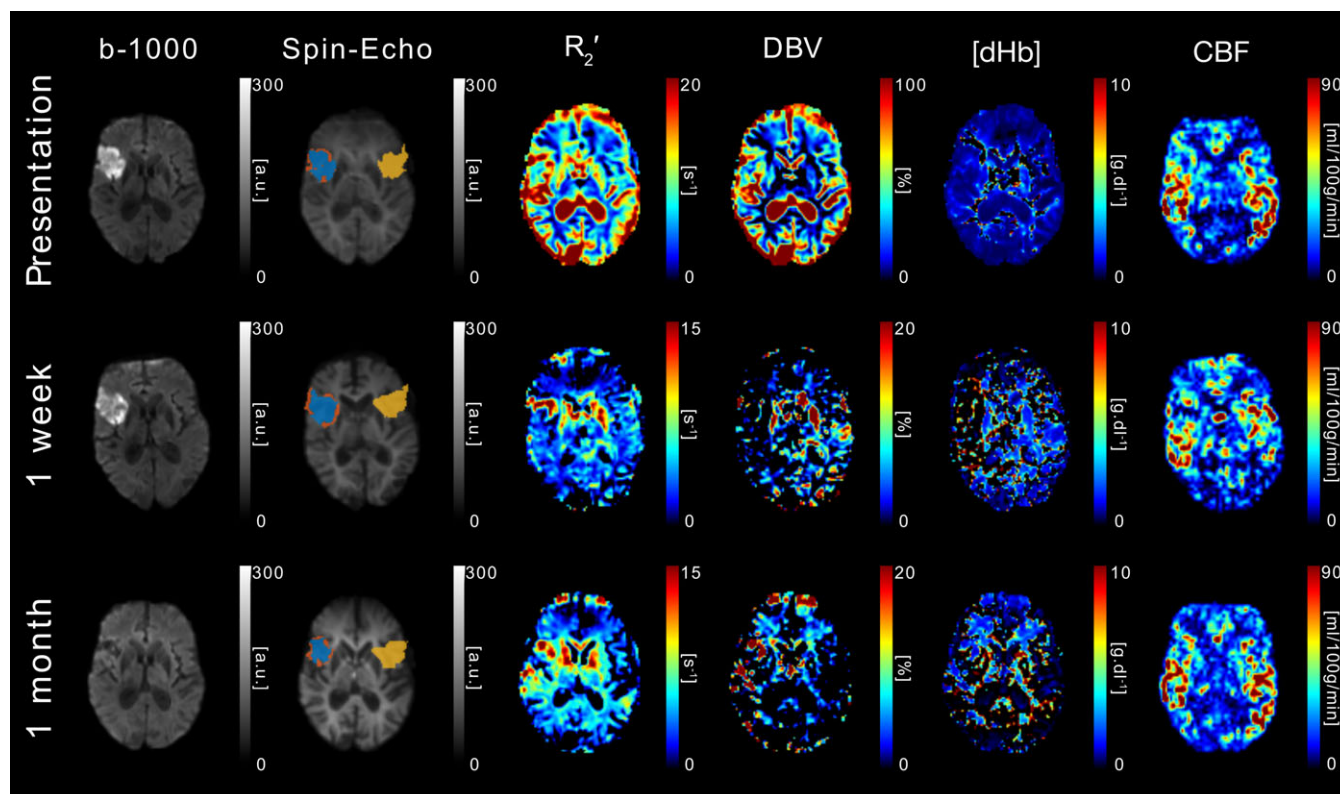 b-1000 Spin-Echo R₂′ DBV [dHb] CBF
Presentation
300 300 20 100 10 90
[a.u.] [a.u.] [s⁻¹] [%] [g.dl⁻¹] [ml/100g/min]
0 0 0 0 0 0
1 week
300 300 15 20 10 90
[a.u.] [a.u.] [s⁻¹] [%] [g.dl⁻¹] [ml/100g/min]
0 0 0 0 0 0
1 month
300 300 15 20 10 90
[a.u.] [a.u.] [s⁻¹] [%] [g.dl⁻¹] [ml/100g/min]
0 0 0 0 0 0